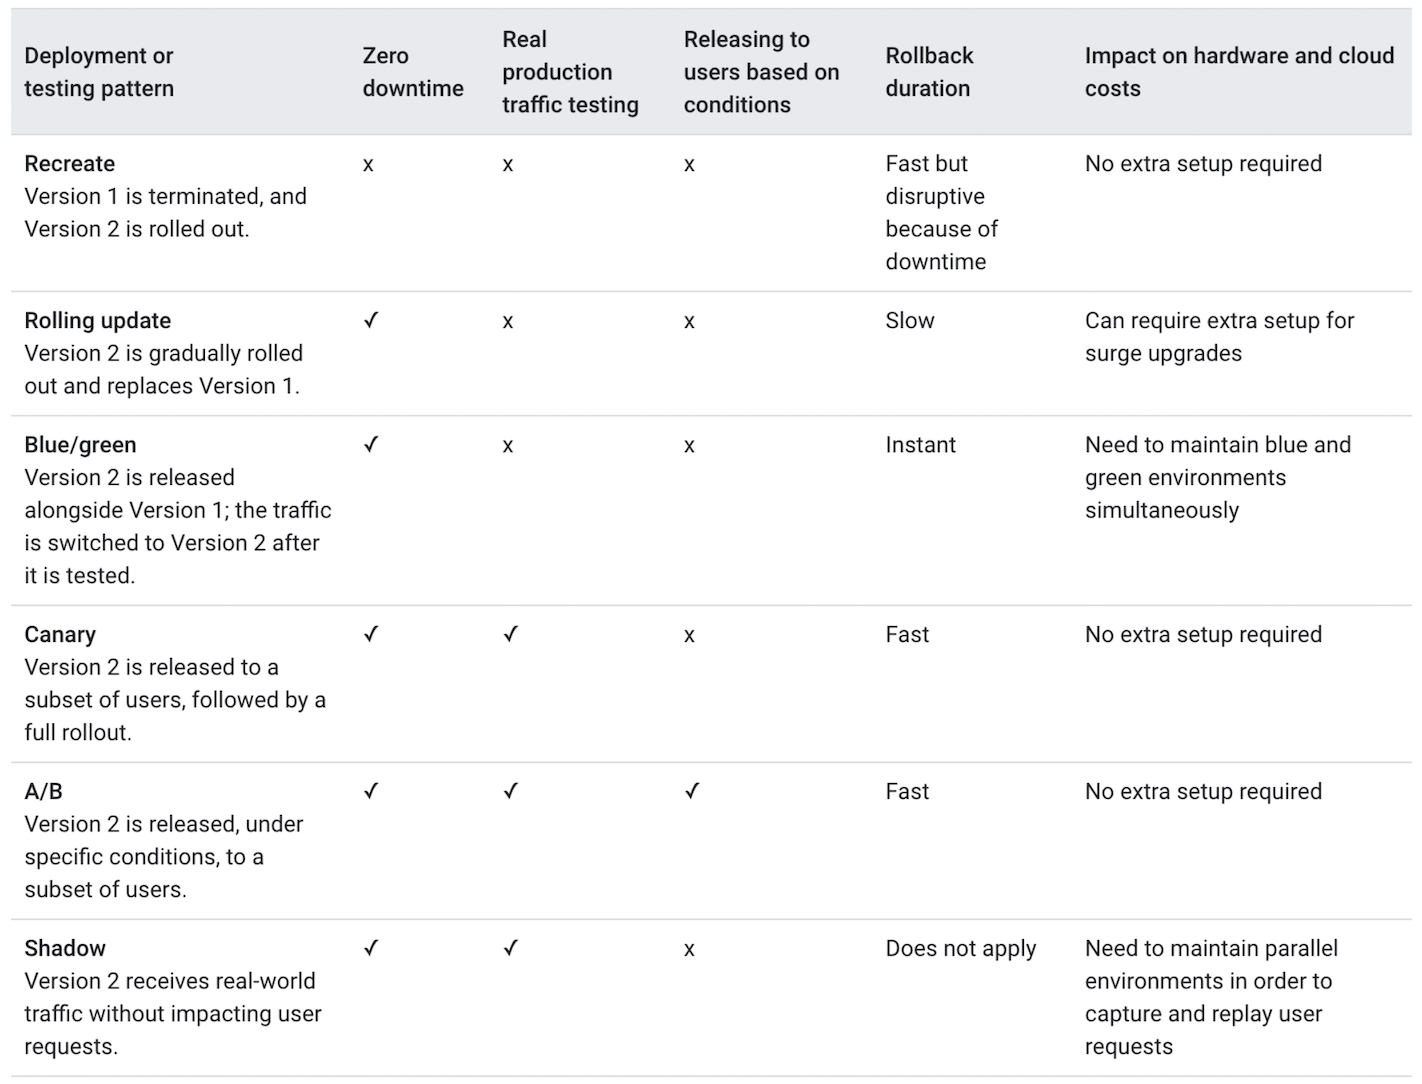 Deployment or
testing pattern
Zero
downtime
Real
production
traffic testing
Releasing to
users based on
conditions
Rollback
duration
Impact on hardware and cloud
costs
Recreate
Version 1 is terminated, and
Version 2 is rolled out.
x
x
x
Fast but
disruptive
because of
downtime
No extra setup required
Rolling update
Version 2 is gradually rolled
out and replaces Version 1.
✓
x
x
Slow
Can require extra setup for
surge upgrades
Blue/green
Version 2 is released
alongside Version 1; the traffic
is switched to Version 2 after
it is tested.
✓
x
x
Instant
Need to maintain blue and
green environments
simultaneously
Canary
Version 2 is released to a
subset of users, followed by a
full rollout.
✓
✓
x
Fast
No extra setup required
A/B
Version 2 is released, under
specific conditions, to a
subset of users.
✓
✓
✓
Fast
No extra setup required
Shadow
Version 2 receives real-world
traffic without impacting user
requests.
✓
✓
x
Does not apply
Need to maintain parallel
environments in order to
capture and replay user
requests